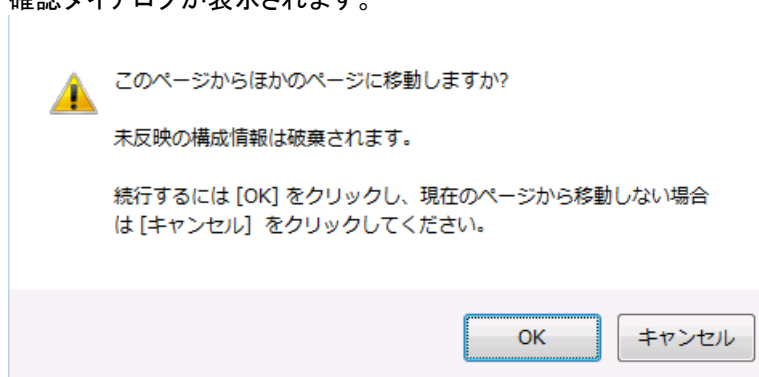 確認ダイアログが表示されます。
このページからほかのページに移動しますか?
未反映の構成情報は破棄されます。
続行するには [OK] をクリックし、現在のページから移動しない場合
は [キャンセル] をクリックしてください。
OK
キャンセル